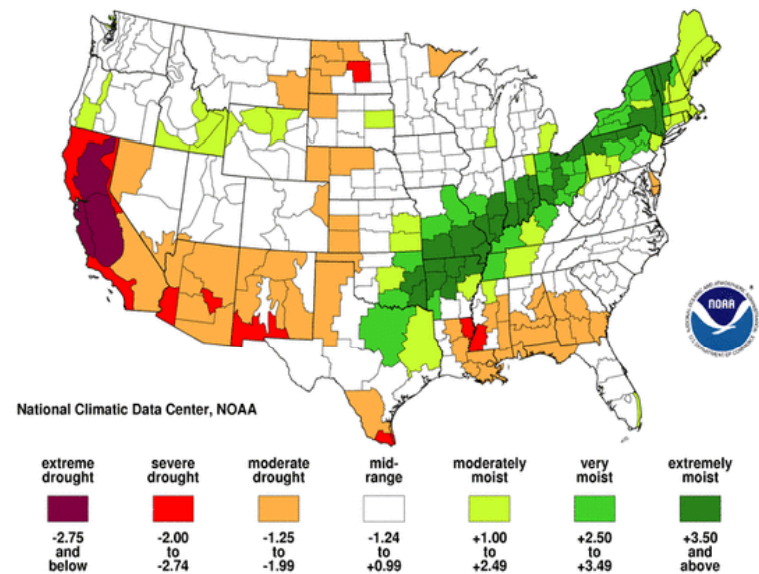 NOAA
National Climatic Data Center, NOAA
extreme drought
severe drought
moderate drought
mid-range
moderately moist
very moist
extremely moist
-2.75 and below
-2.00 to -2.74
-1.25 to -1.99
-1.24 to +0.99
+1.00 to +2.49
+2.50 to +3.49
+3.50 and above